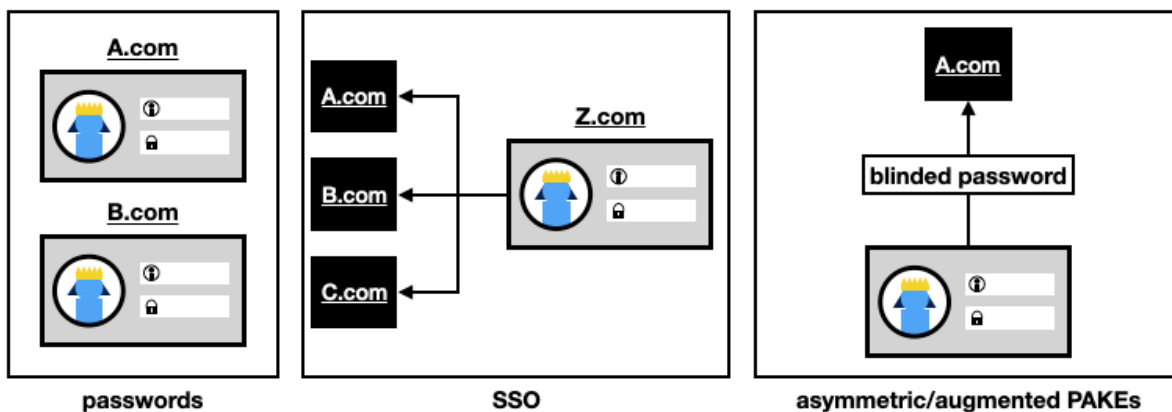 A.com
B.com
passwords
A.com
B.com
C.com
Z.com
SSO
A.com
blinded password
asymmetric/augmented PAKEs